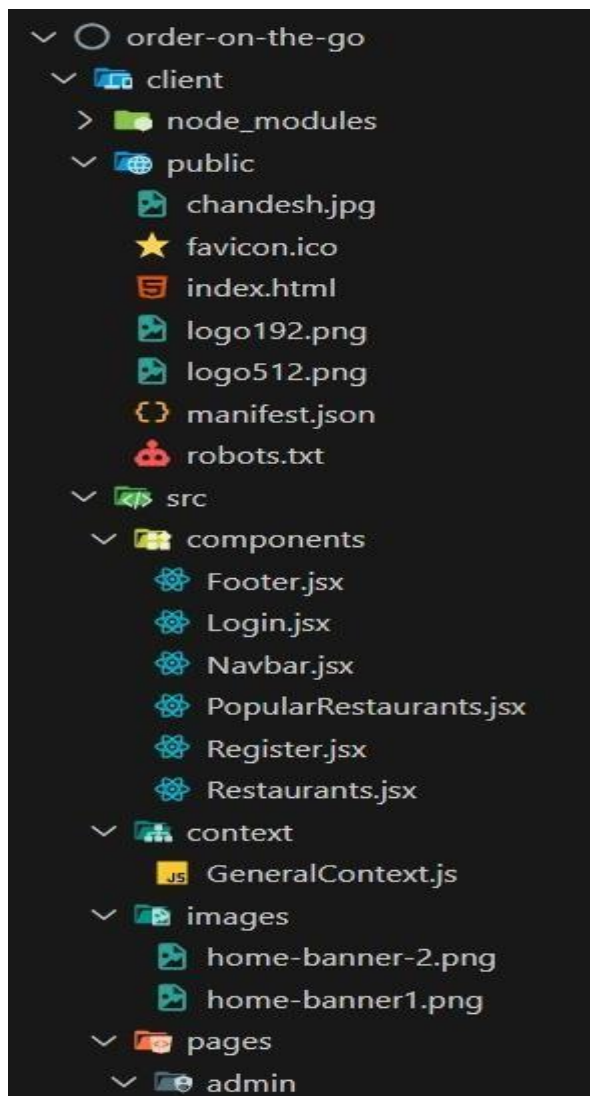 order-on-the-go
client
node_modules
public
chandesh.jpg
favicon.ico
index.html
logo192.png
logo512.png
manifest.json
robots.txt
src
components
Footer.jsx
Login.jsx
Navbar.jsx
PopularRestaurants.jsx
Register.jsx
Restaurants.jsx
context
JS GeneralContext.js
images
home-banner-2.png
home-banner1.png
pages
admin